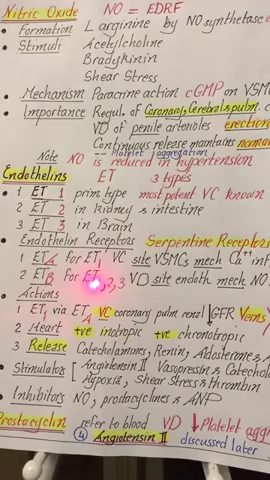 Nitric Oxide NO = EDRF
• Formation L arginine by NO synthetase
• Stimuli Acetylcholine
Bradykinin
Shear Stress
• Mechanism Paracrine action cGMP on VSM
• Importance Regul. of Coronary, Cerebral & pulm.
VD of penile arterioles erection
Continuous release maintains normal
-- Platelet aggregation
Note NO is reduced in hypertension
Endothelins ET 3 types
• 1 ET 1 prim type most potent VC known
2 ET 2 in kidney & intestine
3 ET 3 in Brain
• Endothelin Receptors Serpentine Receptors
1 ETA for ET1 VC site VSMCs mech Ca++ inf
2 ETB for ET1,2,3 VD site endoth mech NO
• Actions
1 ET1 via ETA VC coronary pulm renal ↓GFR Veins
2 Heart +ve inotropic +ve chronotropic
3 Release Catecholamines, Renin, Aldosterone &
• Stimulators [ Angiotensin II Vasopressin & Catechol
Hypoxia, Shear Stress & thrombin
• Inhibitors NO, prostacyclines & ANP
Prostacyclin refer to blood VD ↓Platelet agg
④ Angiotensin II discussed later